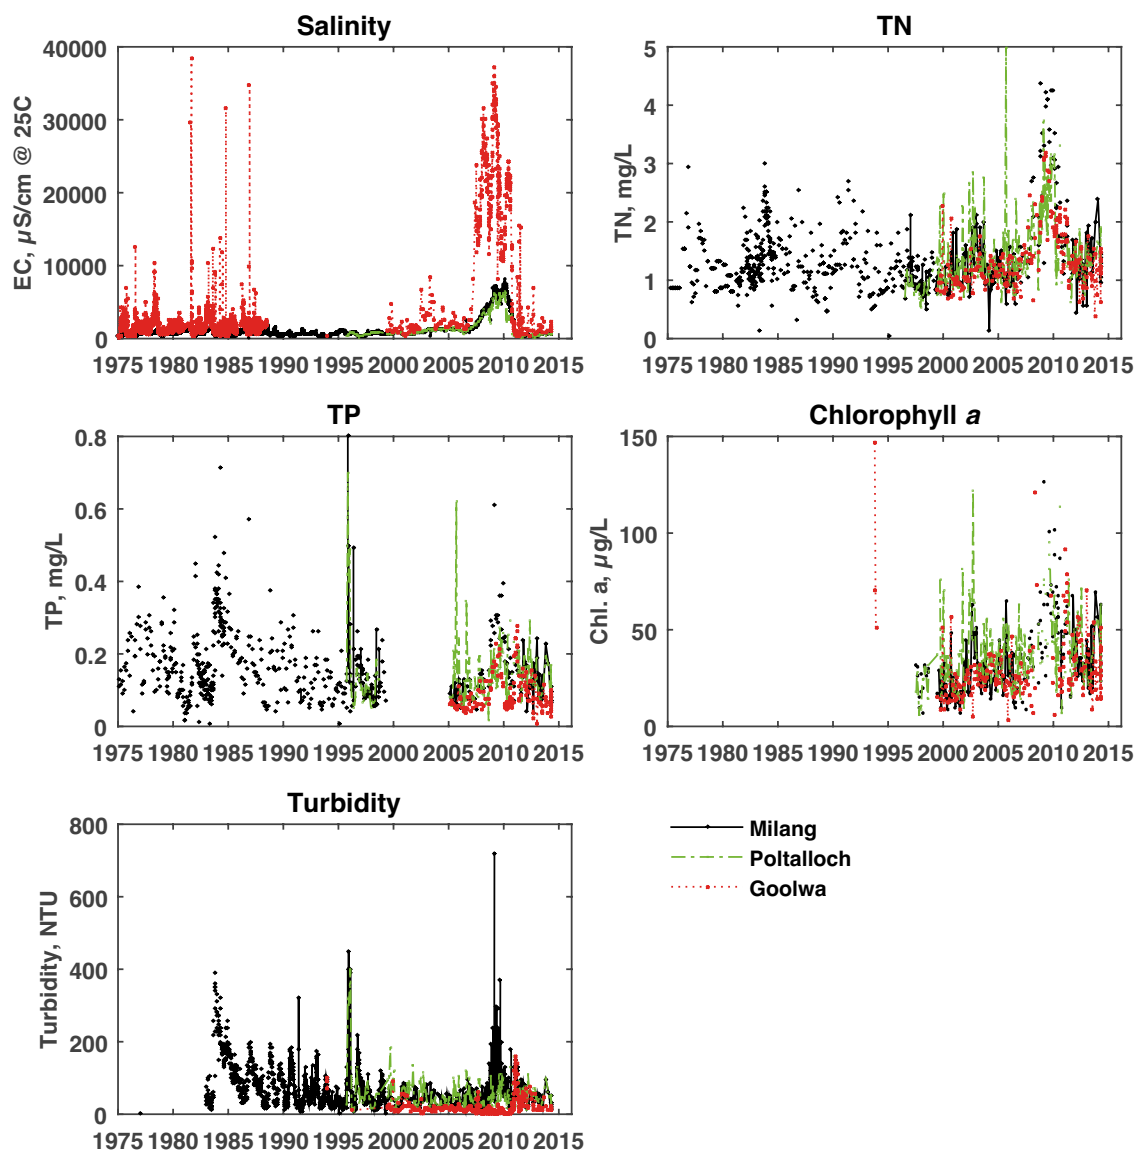 Salinity
EC, µS/cm @ 25C
40000
30000
20000
10000
0
1975 1980 1985 1990 1995 2000 2005 2010 2015
TN
TN, mg/L
5
4
3
2
1
0
1975 1980 1985 1990 1995 2000 2005 2010 2015
TP
TP, mg/L
0.8
0.6
0.4
0.2
0
1975 1980 1985 1990 1995 2000 2005 2010 2015
Chlorophyll a
Chl. a, µg/L
150
100
50
0
1975 1980 1985 1990 1995 2000 2005 2010 2015
Turbidity
Turbidity, NTU
800
600
400
200
0
1975 1980 1985 1990 1995 2000 2005 2010 2015
Milang
Poltalloch
Goolwa